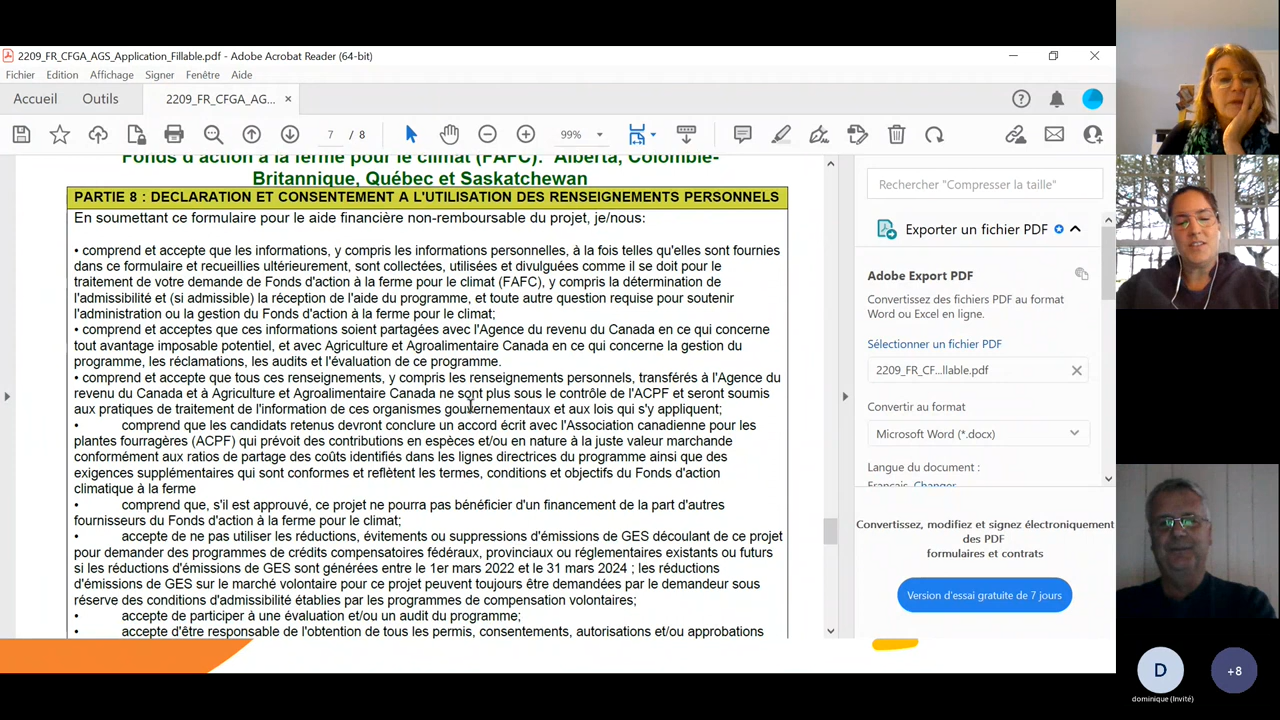 2209_FR_CFGA_AGS_Application_Fillable.pdf - Adobe Acrobat Reader (64-bit)
Fichier Edition Affichage Signer Fenêtre Aide
Accueil Outils 2209_FR_CFGA_AG... ×
7 / 8 99%
Fonds d'action à la ferme pour le climat (FAFC): Alberta, Colombie-
Britannique, Québec et Saskatchewan
PARTIE 8 : DECLARATION ET CONSENTEMENT A L'UTILISATION DES RENSEIGNEMENTS PERSONNELS
En soumettant ce formulaire pour le aide financière non-remboursable du projet, je/nous:
• comprend et accepte que les informations, y compris les informations personnelles, à la fois telles qu'elles sont fournies
dans ce formulaire et recueillies ultérieurement, sont collectées, utilisées et divulguées comme il se doit pour le
traitement de votre demande de Fonds d'action à la ferme pour le climat (FAFC), y compris la détermination de
l'admissibilité et (si admissible) la réception de l'aide du programme, et toute autre question requise pour soutenir
l'administration ou la gestion du Fonds d'action à la ferme pour le climat;
• comprend et acceptes que ces informations soient partagées avec l'Agence du revenu du Canada en ce qui concerne
tout avantage imposable potentiel, et avec Agriculture et Agroalimentaire Canada en ce qui concerne la gestion du
programme, les réclamations, les audits et l'évaluation de ce programme.
• comprend et accepte que tous ces renseignements, y compris les renseignements personnels, transférés à l'Agence du
revenu du Canada et à Agriculture et Agroalimentaire Canada ne sont plus sous le contrôle de l'ACPF et seront soumis
aux pratiques de traitement de l'information de ces organismes gouvernementaux et aux lois qui s'y appliquent;
• comprend que les candidats retenus devront conclure un accord écrit avec l'Association canadienne pour les
plantes fourragères (ACPF) qui prévoit des contributions en espèces et/ou en nature à la juste valeur marchande
conformément aux ratios de partage des coûts identifiés dans les lignes directrices du programme ainsi que des
exigences supplémentaires qui sont conformes et reflètent les termes, conditions et objectifs du Fonds d'action
climatique à la ferme
• comprend que, s'il est approuvé, ce projet ne pourra pas bénéficier d'un financement de la part d'autres
fournisseurs du Fonds d'action à la ferme pour le climat;
• accepte de ne pas utiliser les réductions, évitements ou suppressions d'émissions de GES découlant de ce projet
pour demander des programmes de crédits compensatoires fédéraux, provinciaux ou réglementaires existants ou futurs
si les réductions d'émissions de GES sont générées entre le 1er mars 2022 et le 31 mars 2024 ; les réductions
d'émissions de GES sur le marché volontaire pour ce projet peuvent toujours être demandées par le demandeur sous
réserve des conditions d'admissibilité établies par les programmes de compensation volontaires;
• accepte de participer à une évaluation et/ou un audit du programme;
• accepte d'être responsable de l'obtention de tous les permis, consentements, autorisations et/ou approbations
Rechercher "Compresser la taille"
Exporter un fichier PDF
Adobe Export PDF
Convertissez des fichiers PDF au format
Word ou Excel en ligne.
Sélectionner un fichier PDF
2209_FR_CF...llable.pdf
Convertir au format
Microsoft Word (*.docx)
Langue du document :
Français Changer
Convertissez, modifiez et signez électroniquement
des PDF
formulaires et contrats
Version d'essai gratuite de 7 jours
D
+8
dominique (Invité)